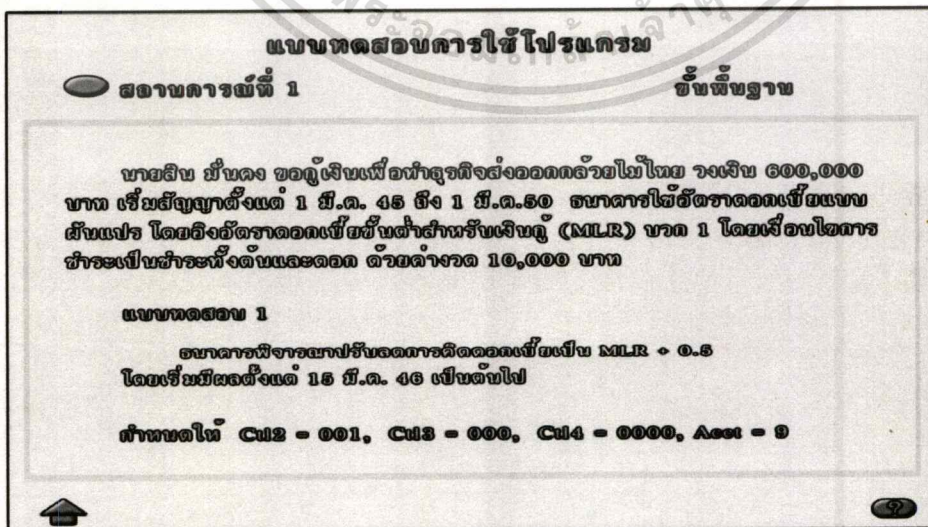 แบบทดสอบการใช้โปรแกรม
สถานการณ์ที่ 1 ขั้นพื้นฐาน
นายสิน มั่นคง ขอกู้เงินเพื่อทำธุรกิจส่งออกกล้วยไม้ไทย วงเงิน 600,000
บาท เริ่มสัญญาตั้งแต่ 1 มี.ค. 45 ถึง 1 มี.ค.50 ธนาคารใช้อัตราดอกเบี้ยแบบ
ผันแปร โดยอิงอัตราดอกเบี้ยขั้นต่ำสำหรับเงินกู้ (MLR) บวก 1 โดยเงื่อนไขการ
ชำระเป็นชำระทั้งต้นและดอก ด้วยค่างวด 10,000 บาท
แบบทดสอบ 1
ธนาคารพิจารณาปรับลดการคิดดอกเบี้ยเป็น MLR + 0.5
โดยเริ่มมีผลตั้งแต่ 15 มี.ค. 46 เป็นต้นไป
กำหนดให้ Ctl2 = 001, Ctl3 = 000, Ctl4 = 0000, Acct = 9